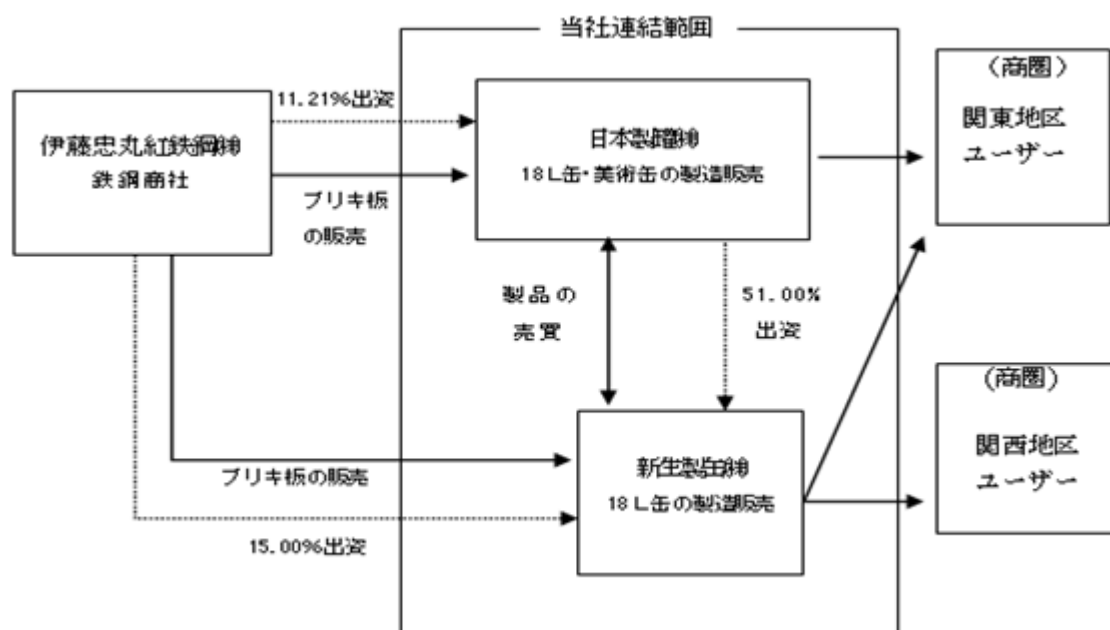 当社連結範囲
11.21%出資
伊藤忠丸紅鉄鋼㈱
鉄鋼商社
ブリキ板
の販売
日本製罐㈱
18L缶・美術缶の製造販売
(商圏)
関東地区
ユーザー
製品の
売買
51.00%
出資
ブリキ板の販売
15.00%出資
新生製缶㈱
18L缶の製造販売
(商圏)
関西地区
ユーザー